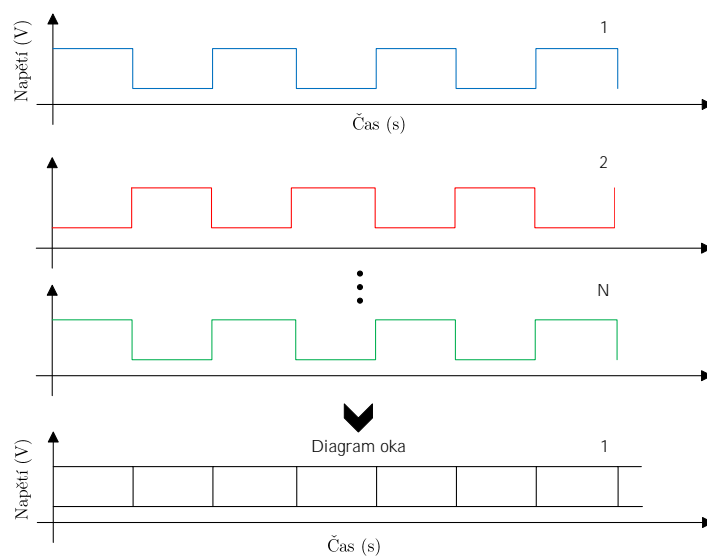 1
Napětí (V)
Čas (s)
2
N
Diagram oka
1
Napětí (V)
Čas (s)